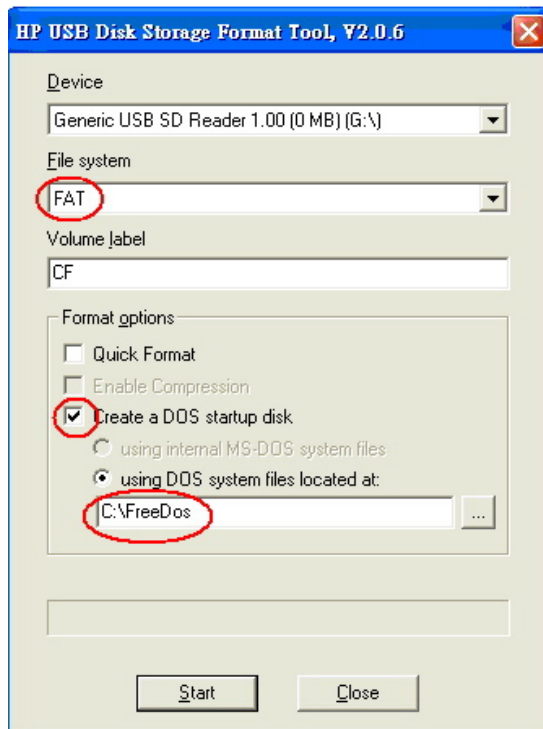 HP USB Disk Storage Format Tool, V2.0.6
Device
Generic USB SD Reader 1.00 (0 MB) (G:\)
File system
FAT
Volume label
CF
Format options
Quick Format
Enable Compression
Create a DOS startup disk
using internal MS-DOS system files
using DOS system files located at:
C:\FreeDos
...
Start
Close